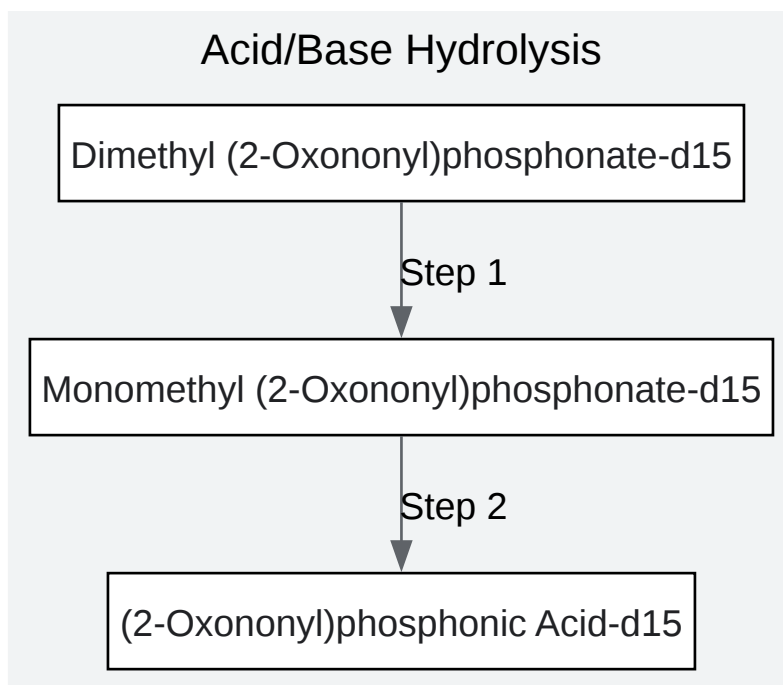 Acid/Base Hydrolysis
Dimethyl (2-Oxononyl)phosphonate-d15
Step 1
Monomethyl (2-Oxononyl)phosphonate-d15
Step 2
(2-Oxononyl)phosphonic Acid-d15